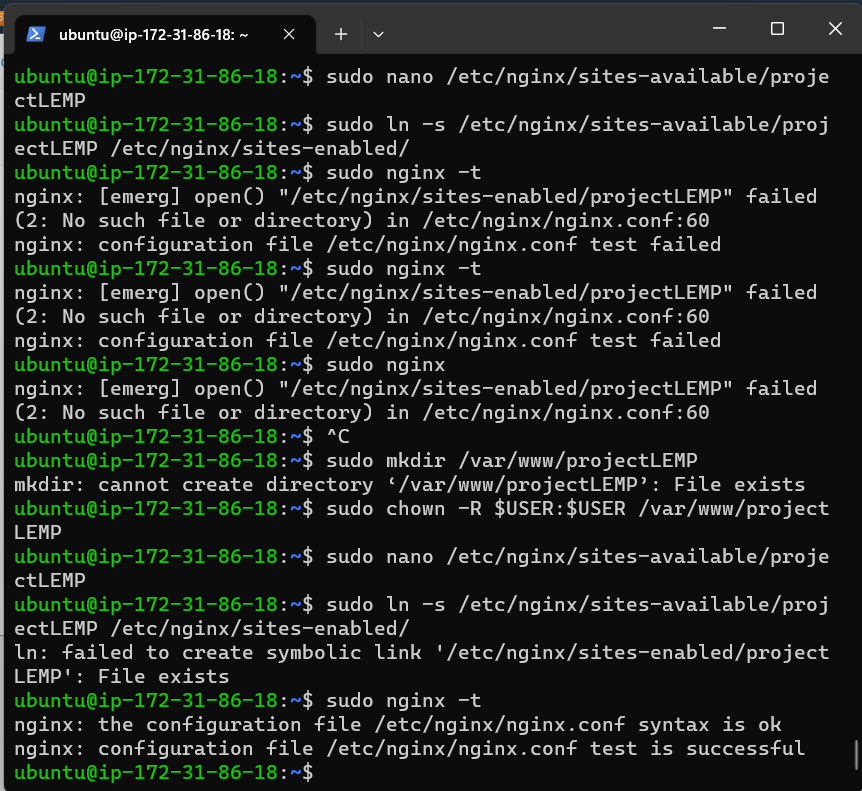 ubuntu@ip-172-31-86-18: ~
ubuntu@ip-172-31-86-18:~$ sudo nano /etc/nginx/sites-available/proje
ctLEMP
ubuntu@ip-172-31-86-18:~$ sudo ln -s /etc/nginx/sites-available/proj
ectLEMP /etc/nginx/sites-enabled/
ubuntu@ip-172-31-86-18:~$ sudo nginx -t
nginx: [emerg] open() "/etc/nginx/sites-enabled/projectLEMP" failed
(2: No such file or directory) in /etc/nginx/nginx.conf:60
nginx: configuration file /etc/nginx/nginx.conf test failed
ubuntu@ip-172-31-86-18:~$ sudo nginx -t
nginx: [emerg] open() "/etc/nginx/sites-enabled/projectLEMP" failed
(2: No such file or directory) in /etc/nginx/nginx.conf:60
nginx: configuration file /etc/nginx/nginx.conf test failed
ubuntu@ip-172-31-86-18:~$ sudo nginx
nginx: [emerg] open() "/etc/nginx/sites-enabled/projectLEMP" failed
(2: No such file or directory) in /etc/nginx/nginx.conf:60
ubuntu@ip-172-31-86-18:~$ ^C
ubuntu@ip-172-31-86-18:~$ sudo mkdir /var/www/projectLEMP
mkdir: cannot create directory ‘/var/www/projectLEMP’: File exists
ubuntu@ip-172-31-86-18:~$ sudo chown -R $USER:$USER /var/www/project
LEMP
ubuntu@ip-172-31-86-18:~$ sudo nano /etc/nginx/sites-available/proje
ctLEMP
ubuntu@ip-172-31-86-18:~$ sudo ln -s /etc/nginx/sites-available/proj
ectLEMP /etc/nginx/sites-enabled/
ln: failed to create symbolic link '/etc/nginx/sites-enabled/project
LEMP': File exists
ubuntu@ip-172-31-86-18:~$ sudo nginx -t
nginx: the configuration file /etc/nginx/nginx.conf syntax is ok
nginx: configuration file /etc/nginx/nginx.conf test is successful
ubuntu@ip-172-31-86-18:~$